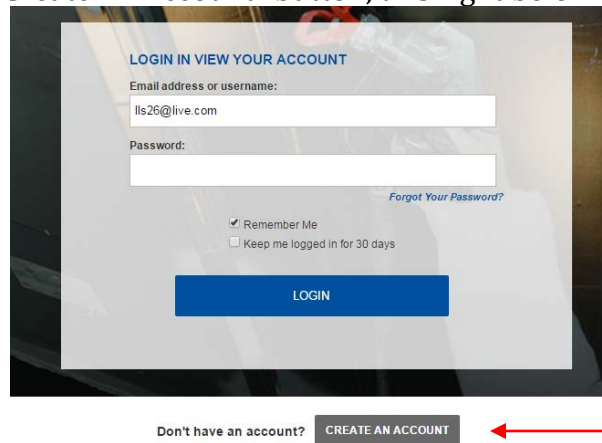 LOGIN IN VIEW YOUR ACCOUNT
Email address or username:
lls26@live.com
Password:
Forgot Your Password?
Remember Me
Keep me logged in for 30 days
LOGIN
Don't have an account? CREATE AN ACCOUNT